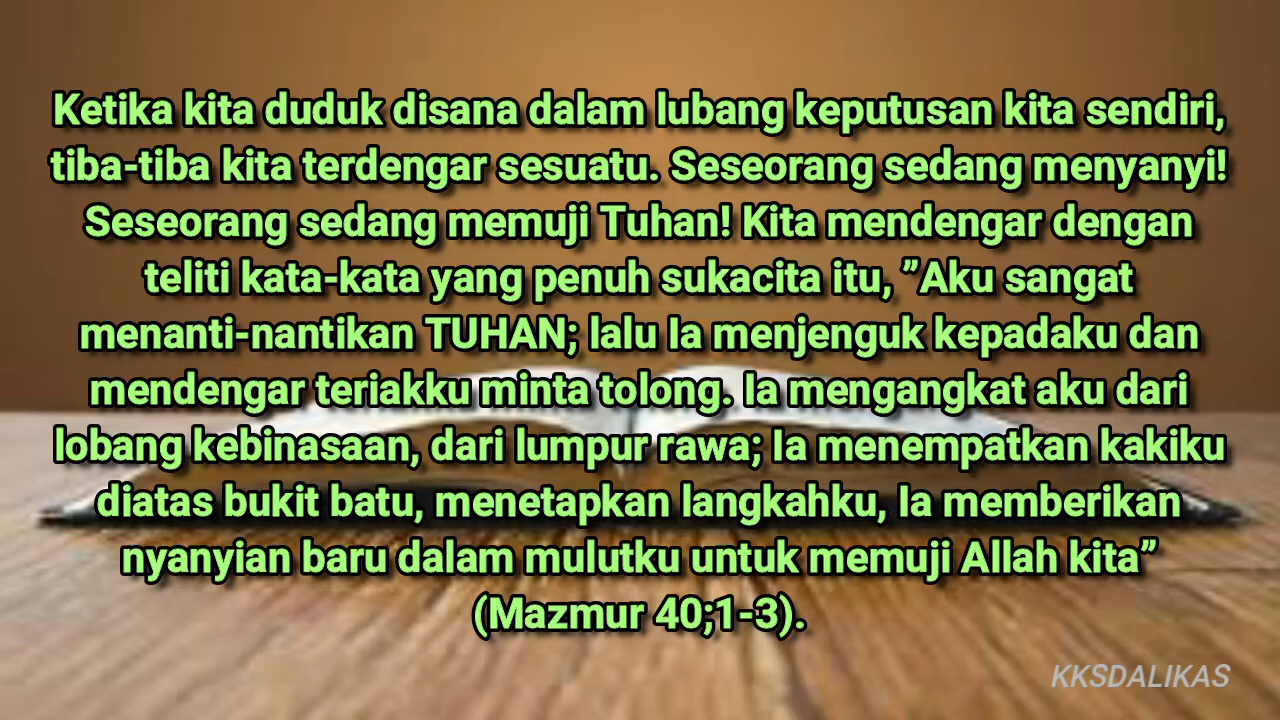 Ketika kita duduk disana dalam lubang keputusan kita sendiri,
tiba-tiba kita terdengar sesuatu. Seseorang sedang menyanyi!
Seseorang sedang memuji Tuhan! Kita mendengar dengan
teliti kata-kata yang penuh sukacita itu, ”Aku sangat
menanti-nantikan TUHAN; lalu Ia menjenguk kepadaku dan
mendengar teriakku minta tolong. Ia mengangkat aku dari
lobang kebinasaan, dari lumpur rawa; Ia menempatkan kakiku
diatas bukit batu, menetapkan langkahku, Ia memberikan
nyanyian baru dalam mulutku untuk memuji Allah kita”
(Mazmur 40;1-3).
KKSDALIKAS